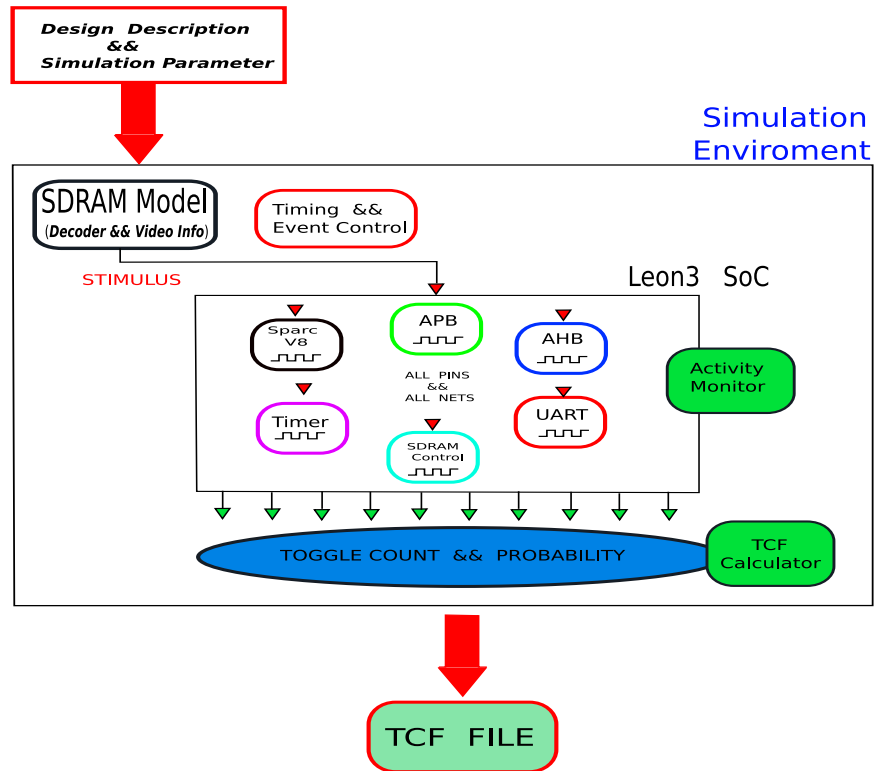 Design Description
&&
Simulation Parameter
Simulation
Enviroment
SDRAM Model
(Decoder && Video Info)
Timing &&
Event Control
STIMULUS
Leon3 SoC
Sparc
V8
APB
AHB
ALL PINS
&&
ALL NETS
Activity
Monitor
Timer
SDRAM
Control
UART
TOGGLE COUNT && PROBABILITY
TCF
Calculator
TCF FILE